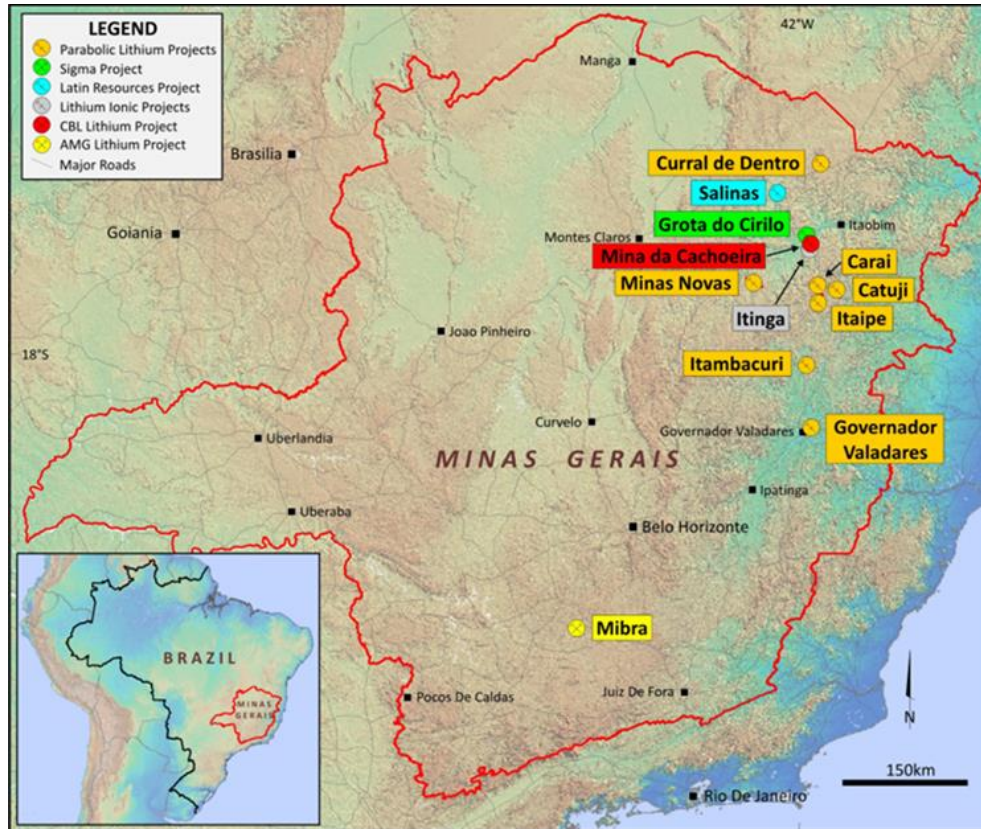 LEGEND
Parabolic Lithium Projects
Sigma Project
Latin Resources Project
Lithium Ionic Projects
CBL Lithium Project
AMG Lithium Project
Major Roads
42°W
Manga
Brasilia
Curral de Dentro
Salinas
Goiania
Grota do Cirilo
Itaobim
Montes Claros
Mina da Cachoeira
Carai
Minas Novas
Catuji
Itinga
Itaipe
Joao Pinheiro
18°S
Itambacuri
Curvelo
Governador Valadares
Governador
Valadares
Uberlandia
MINAS GERAIS
Ipatinga
Uberaba
Belo Horizonte
Mibra
BRAZIL
MINAS
GERAIS
Pocos De Caldas
Juiz De Fora
N
150km
Rio De Janeiro